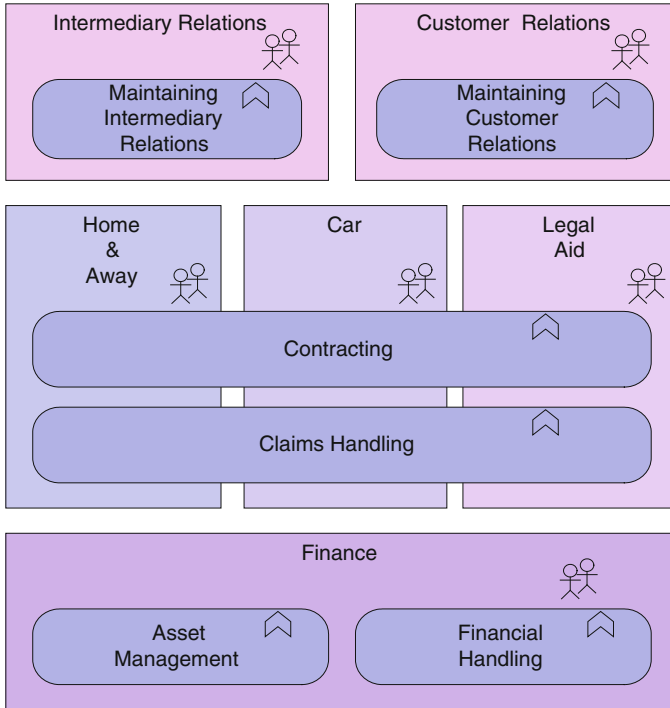 Intermediary Relations
Maintaining
Intermediary
Relations
Customer Relations
Maintaining
Customer
Relations
Home
&
Away
Car
Legal
Aid
Contracting
Claims Handling
Finance
Asset
Management
Financial
Handling